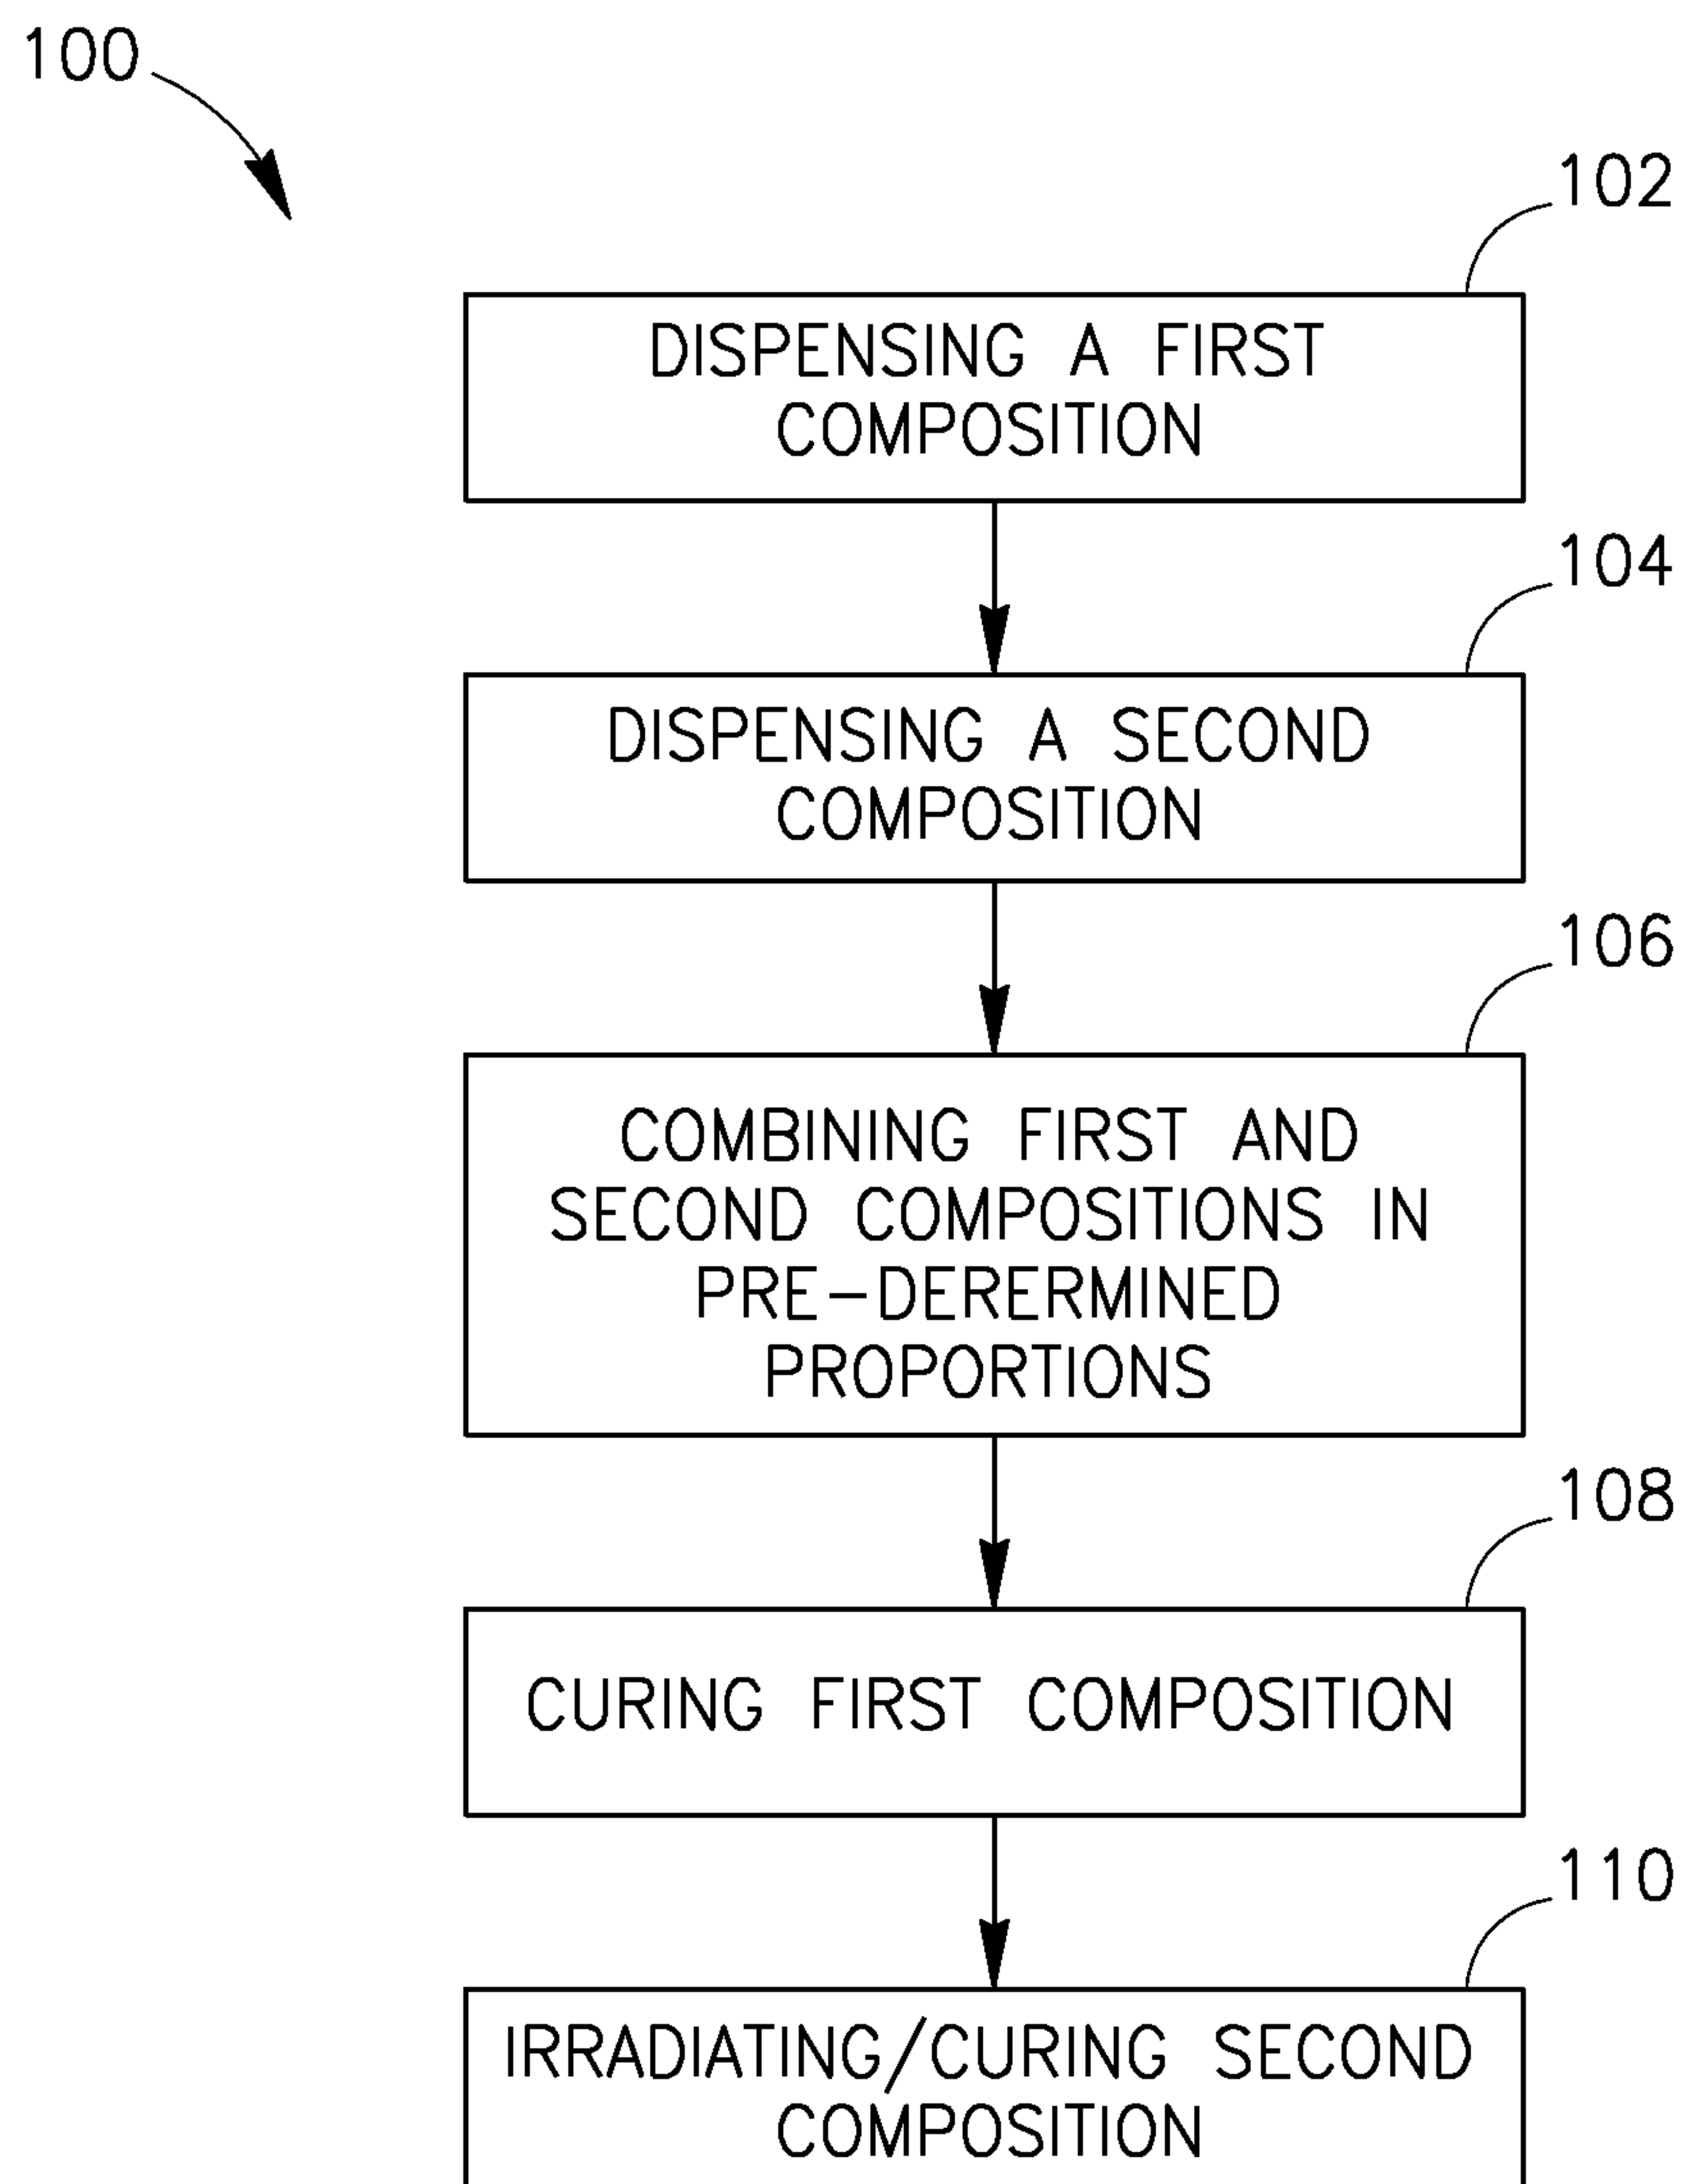 100
102
DISPENSING A FIRST
COMPOSITION
104
DISPENSING A SECOND
COMPOSITION
106
COMBINING FIRST AND
SECOND COMPOSITIONS IN
PRE-DERERMINED
PROPORTIONS
108
CURING FIRST COMPOSITION
110
IRRADIATING/CURING SECOND
COMPOSITION